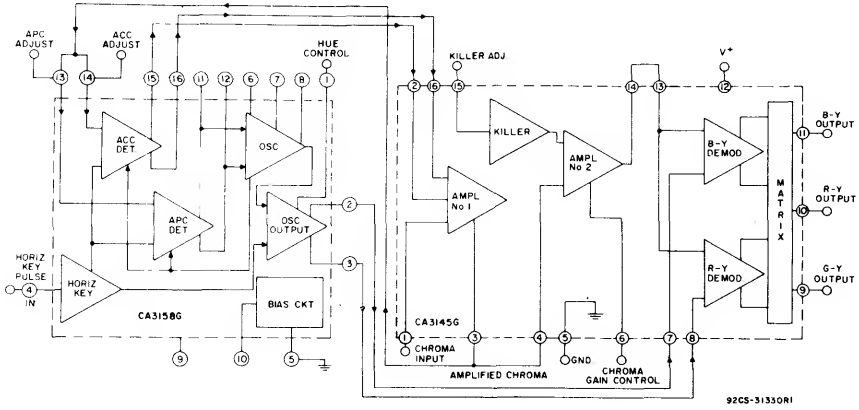 APC
ADJUST
ACC
ADJUST
13
14
15
16
11
12
6
7
8
HUE
CONTROL
1
ACC
DET.
OSC
APC
DET
OSC
OUTPUT
2
3
HORIZ
KEY
PULSE
4
IN
HORIZ
KEY
BIAS CKT
CA3158G
9
10
5
2
16
KILLER ADJ.
15
14
13
V+
12
KILLER
AMPL
No 2
AMPL
No 1
B-Y
DEMOD
R-Y
DEMOD
MATRIX
11
B-Y
OUTPUT
10
R-Y
OUTPUT
9
G-Y
OUTPUT
CA3145G
1
CHROMA
INPUT
3
4
5
GND
6
CHROMA
GAIN CONTROL
7
8
AMPLIFIED CHROMA
92CS-31330R1